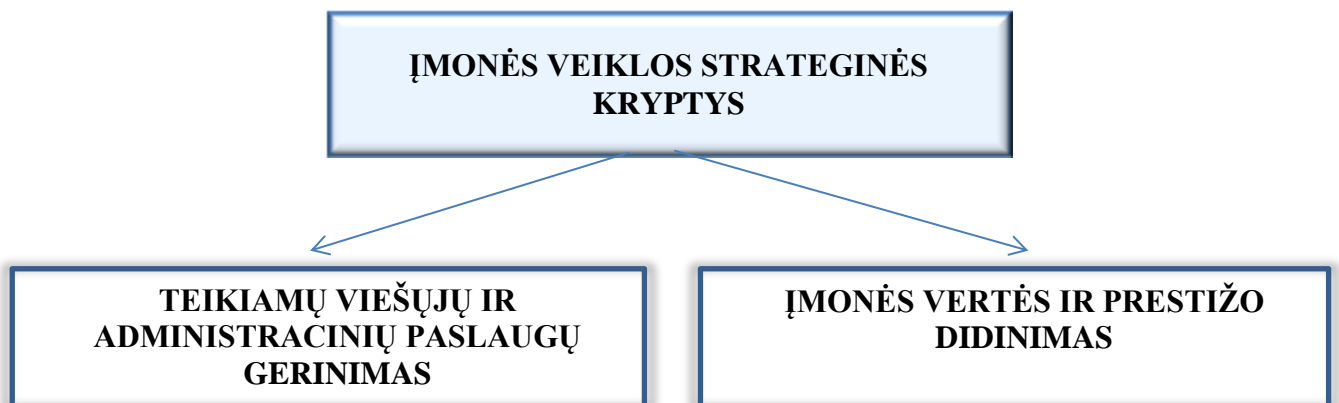 ĮMONĖS VEIKLOS STRATEGINĖS
KRYPTYS
TEIKIAMŲ VIEŠŲJŲ IR
ADMINISTRACINIŲ PASLAUGŲ
GERINIMAS
ĮMONĖS VERTĖS IR PRESTIŽO
DIDINIMAS